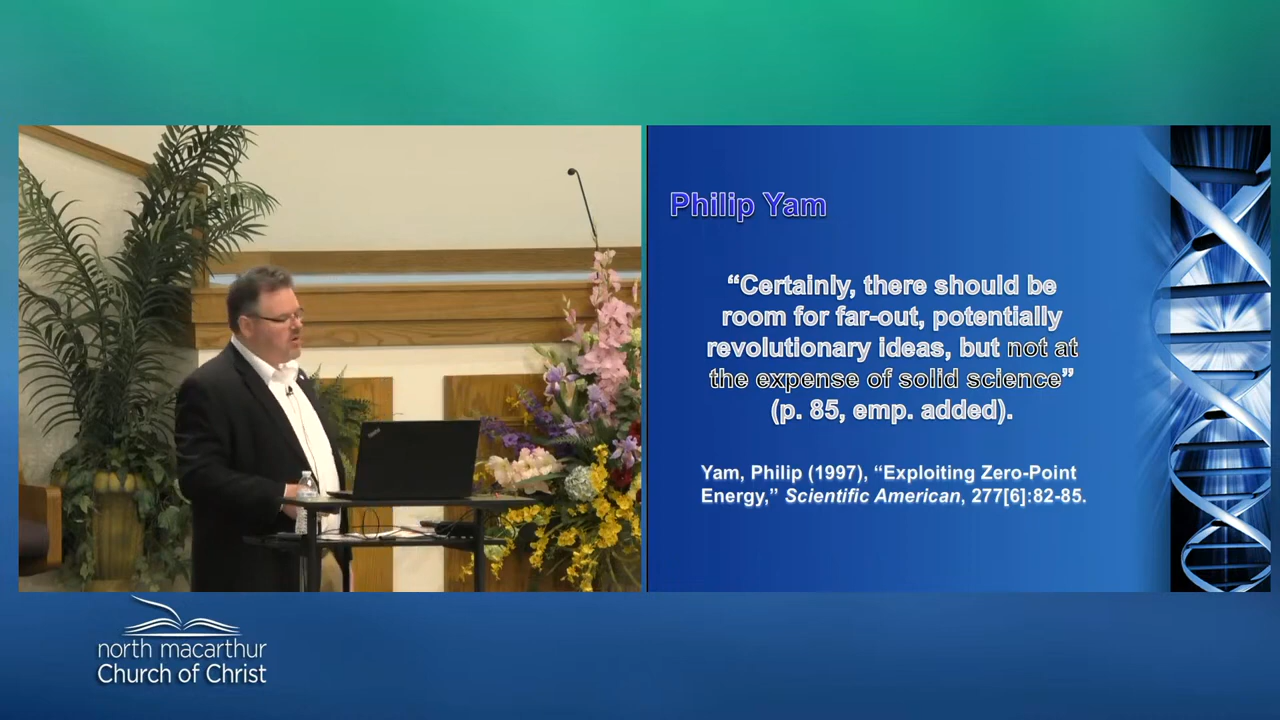 Philip Yam
“Certainly, there should be
room for far-out, potentially
revolutionary ideas, but not at
the expense of solid science”
(p. 85, emp. added).
Yam, Philip (1997), “Exploiting Zero-Point
Energy,” Scientific American, 277[6]:82-85.
north macarthur
Church of Christ